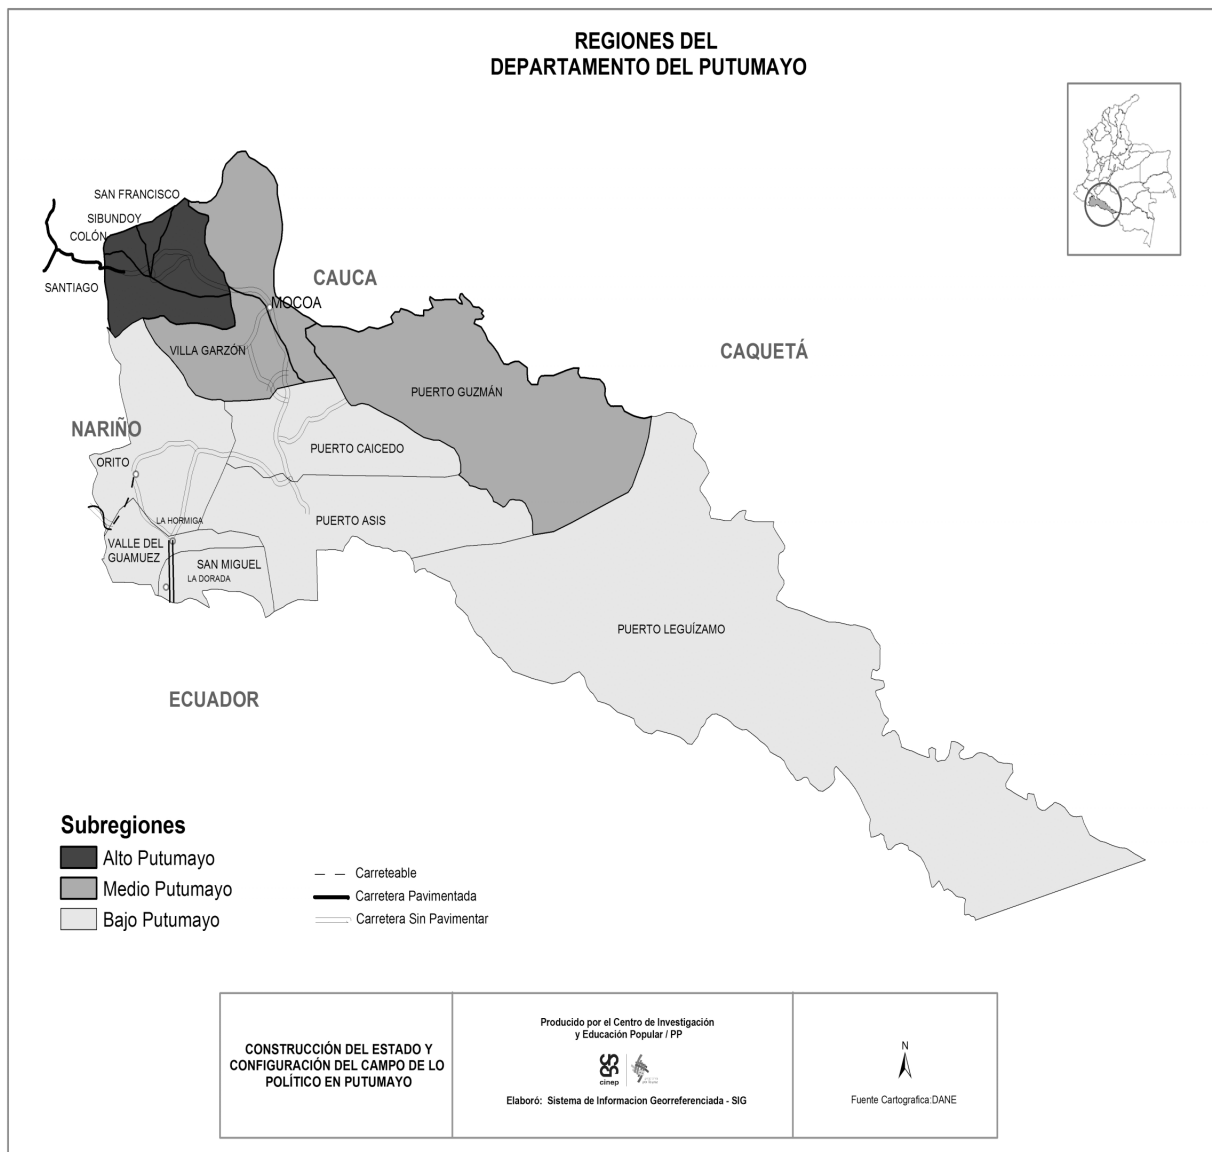 REGIONES DEL
DEPARTAMENTO DEL PUTUMAYO
SAN FRANCISCO
SIBUNDOY
COLÓN
SANTIAGO
CAUCA
MOCOA
VILLA GARZÓN
CAQUETÁ
PUERTO GUZMÁN
NARIÑO
PUERTO CAICEDO
ORITO
PUERTO ASIS
LA HORMIGA
VALLE DEL
GUAMUEZ
SAN MIGUEL
LA DORADA
PUERTO LEGUÍZAMO
ECUADOR
Subregiones
Alto Putumayo
Medio Putumayo
Bajo Putumayo
Carreteable
Carretera Pavimentada
Carretera Sin Pavimentar
CONSTRUCCIÓN DEL ESTADO Y
CONFIGURACIÓN DEL CAMPO DE LO
POLÍTICO EN PUTUMAYO
Producido por el Centro de Investigación
y Educación Popular / PP
cinep
Elaboró: Sistema de Informacion Georreferenciada - SIG
N
Fuente Cartografica:DANE